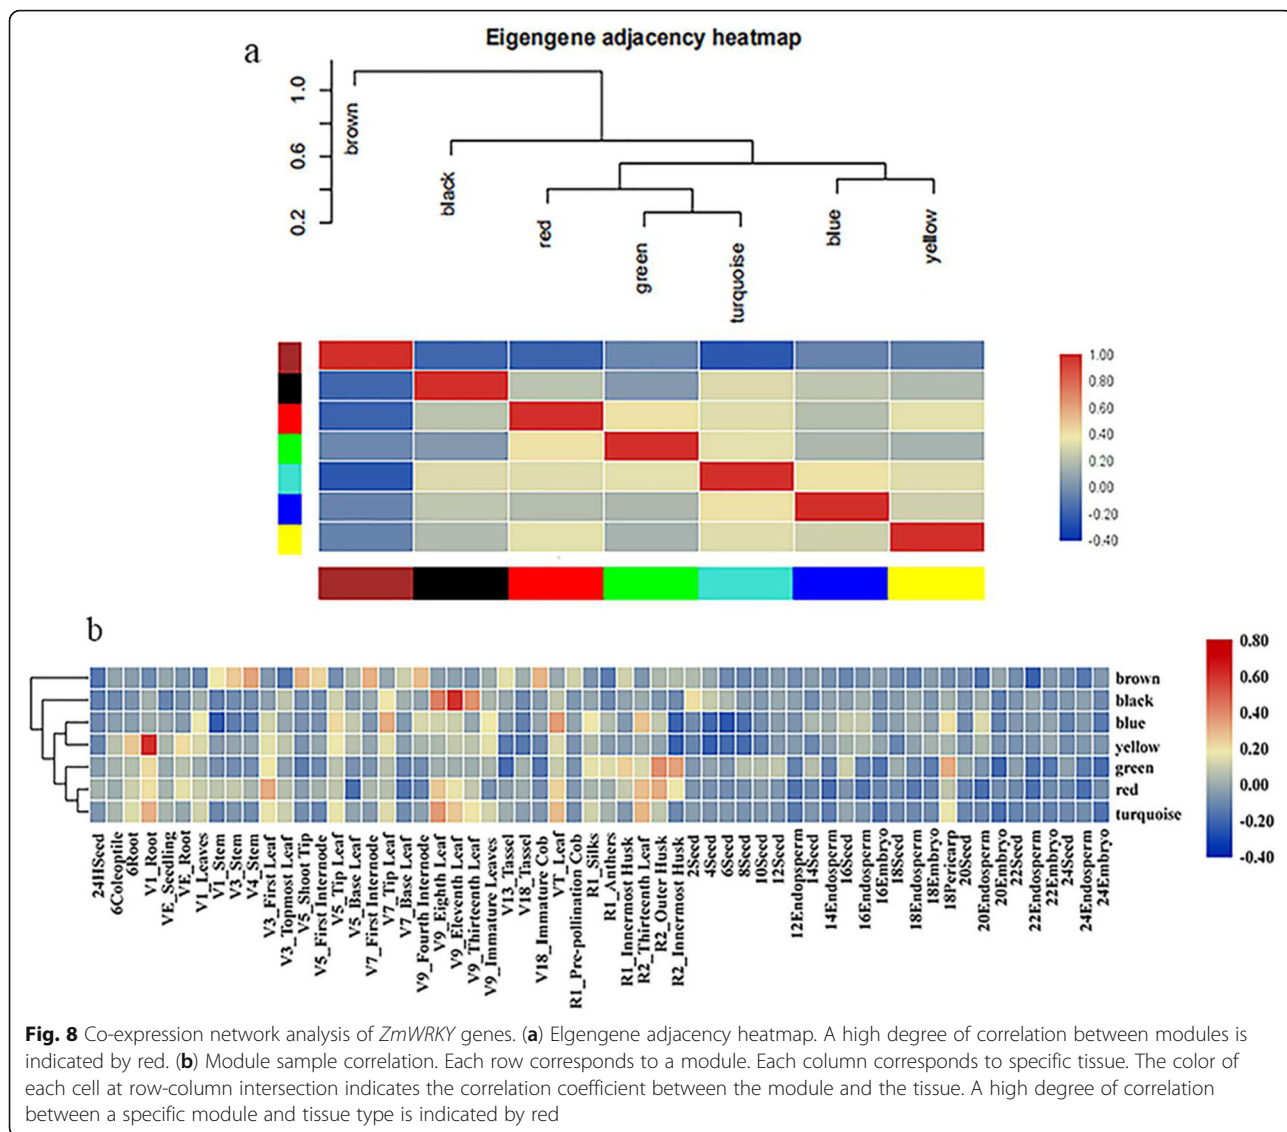 a
Eigengene adjacency heatmap
1.0
0.6
0.2
brown
black
red
green
turquoise
blue
yellow
1.00
0.80
0.60
0.40
0.20
0.00
-0.20
-0.40
b
0.80
0.60
0.40
0.20
0.00
-0.20
-0.40
brown
black
blue
yellow
green
red
turquoise
24HSeed
6Coleoptile
6Root
V1_Root
VE_Seedling
VE_Root
V1_Leaves
V1_Stem
V3_Stem
V4_Stem
V3_First Leaf
V3_Topmost Leaf
V5_Shoot Tip
V5_First Internode
V5_Tip Leaf
V5_Base Leaf
V7_First Internode
V7_Tip Leaf
V7_Base Leaf
V9_Fourth Internode
V9_Eighth Leaf
V9_Eleventh Leaf
V9_Thirteenth Leaf
V9_Immature Leaves
V13_Tassel
V18_Tassel
V18_Immature Cob
VT_Leaf
R1_Pre-pollination Cob
R1_Silks
R1_Anthers
R1_Innermost Husk
R2_Thirteenth Leaf
R2_Outer Husk
R2_Innermost Husk
2Seed
4Seed
6Seed
8Seed
10Seed
12Seed
12Endopsperm
14Seed
14Endosperm
16Seed
16Endosperm
16Embryo
18Seed
18Endosperm
18Embryo
18Pericarp
20Seed
20Endosperm
20Embryo
22Seed
22Endosperm
22Embryo
24Seed
24Endosperm
24Embryo
Fig. 8 Co-expression network analysis of ZmWRKY genes. (a) EIgengene adjacency heatmap. A high degree of correlation between modules is
indicated by red. (b) Module sample correlation. Each row corresponds to a module. Each column corresponds to specific tissue. The color of
each cell at row-column intersection indicates the correlation coefficient between the module and the tissue. A high degree of correlation
between a specific module and tissue type is indicated by red